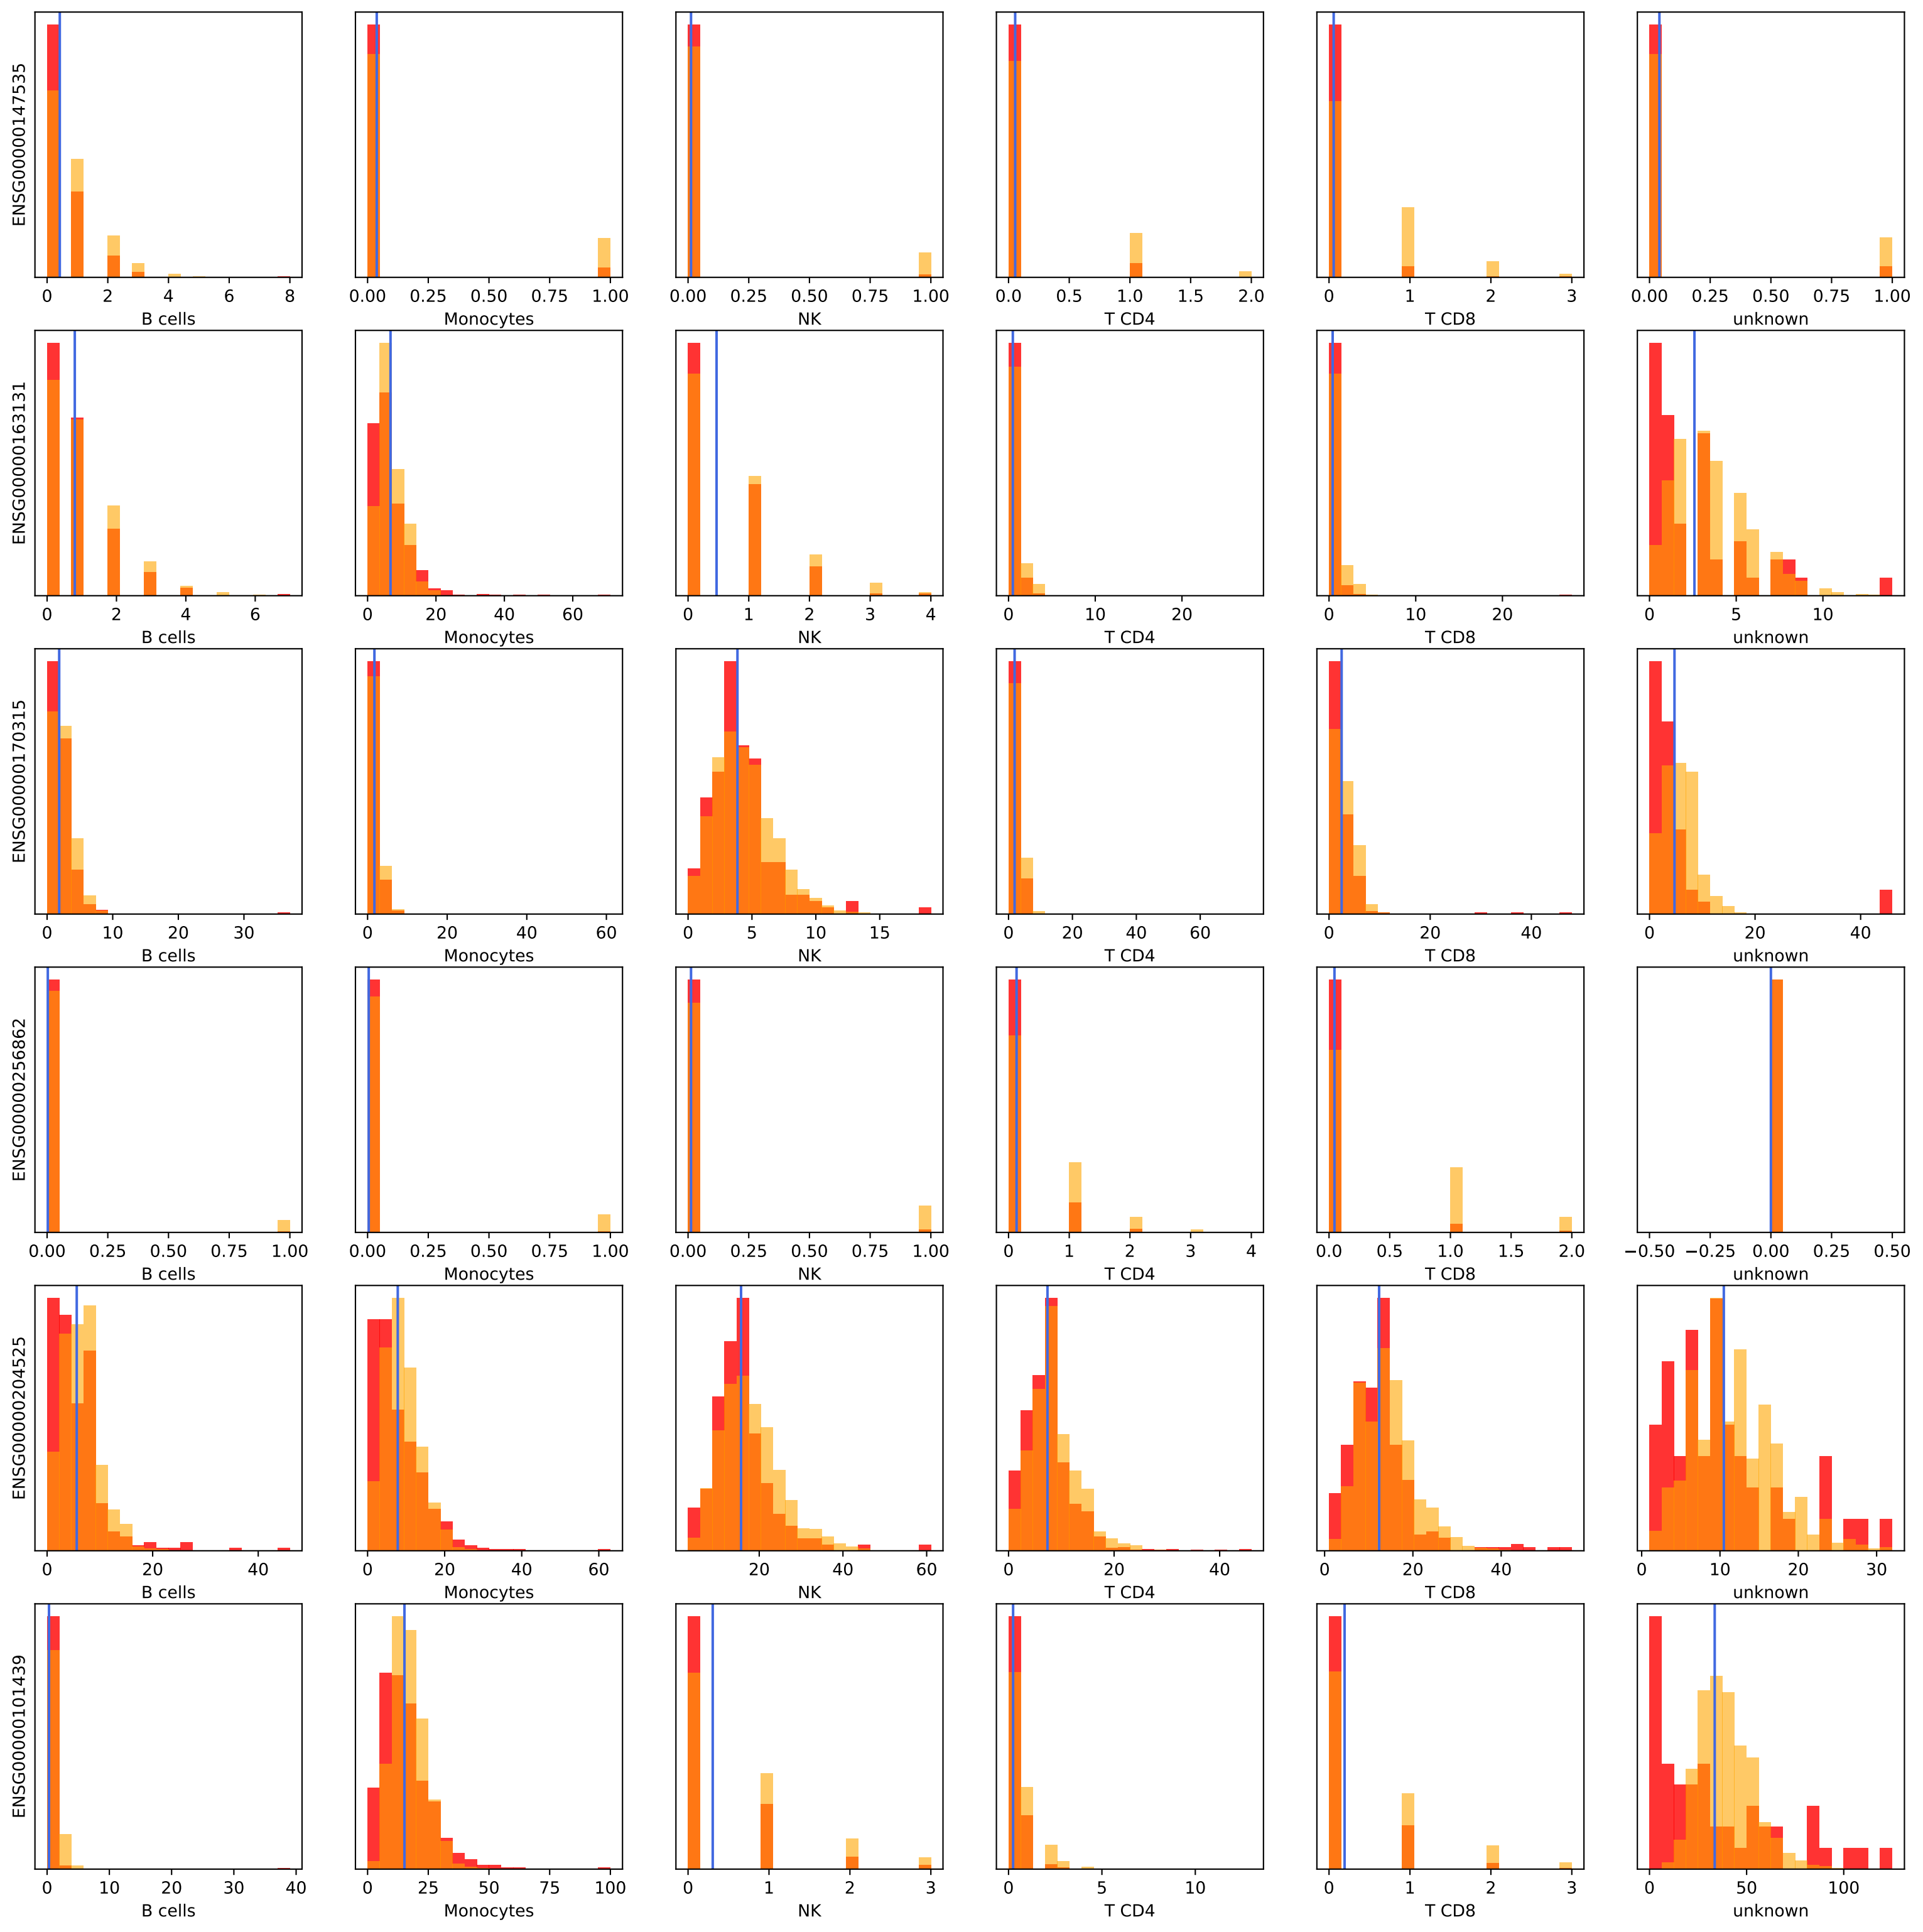 ENSG00000147535
0 2 4 6 8
B cells
0.00 0.25 0.50 0.75 1.00
Monocytes
0.00 0.25 0.50 0.75 1.00
NK
0.0 0.5 1.0 1.5 2.0
T CD4
0 1 2 3
T CD8
0.00 0.25 0.50 0.75 1.00
unknown
ENSG00000163131
0 2 4 6
B cells
0 20 40 60
Monocytes
0 1 2 3 4
NK
0 10 20
T CD4
0 10 20
T CD8
0 5 10
unknown
ENSG00000170315
0 10 20 30
B cells
0 20 40 60
Monocytes
0 5 10 15
NK
0 20 40 60
T CD4
0 20 40
T CD8
0 20 40
unknown
ENSG00000256862
0.00 0.25 0.50 0.75 1.00
B cells
0.00 0.25 0.50 0.75 1.00
Monocytes
0.00 0.25 0.50 0.75 1.00
NK
0 1 2 3 4
T CD4
0.0 0.5 1.0 1.5 2.0
T CD8
−0.50 −0.25 0.00 0.25 0.50
unknown
ENSG00000204525
0 20 40
B cells
0 20 40 60
Monocytes
20 40 60
NK
0 20 40
T CD4
0 20 40
T CD8
0 10 20 30
unknown
ENSG00000101439
0 10 20 30 40
B cells
0 25 50 75 100
Monocytes
0 1 2 3
NK
0 5 10
T CD4
0 1 2 3
T CD8
0 50 100
unknown